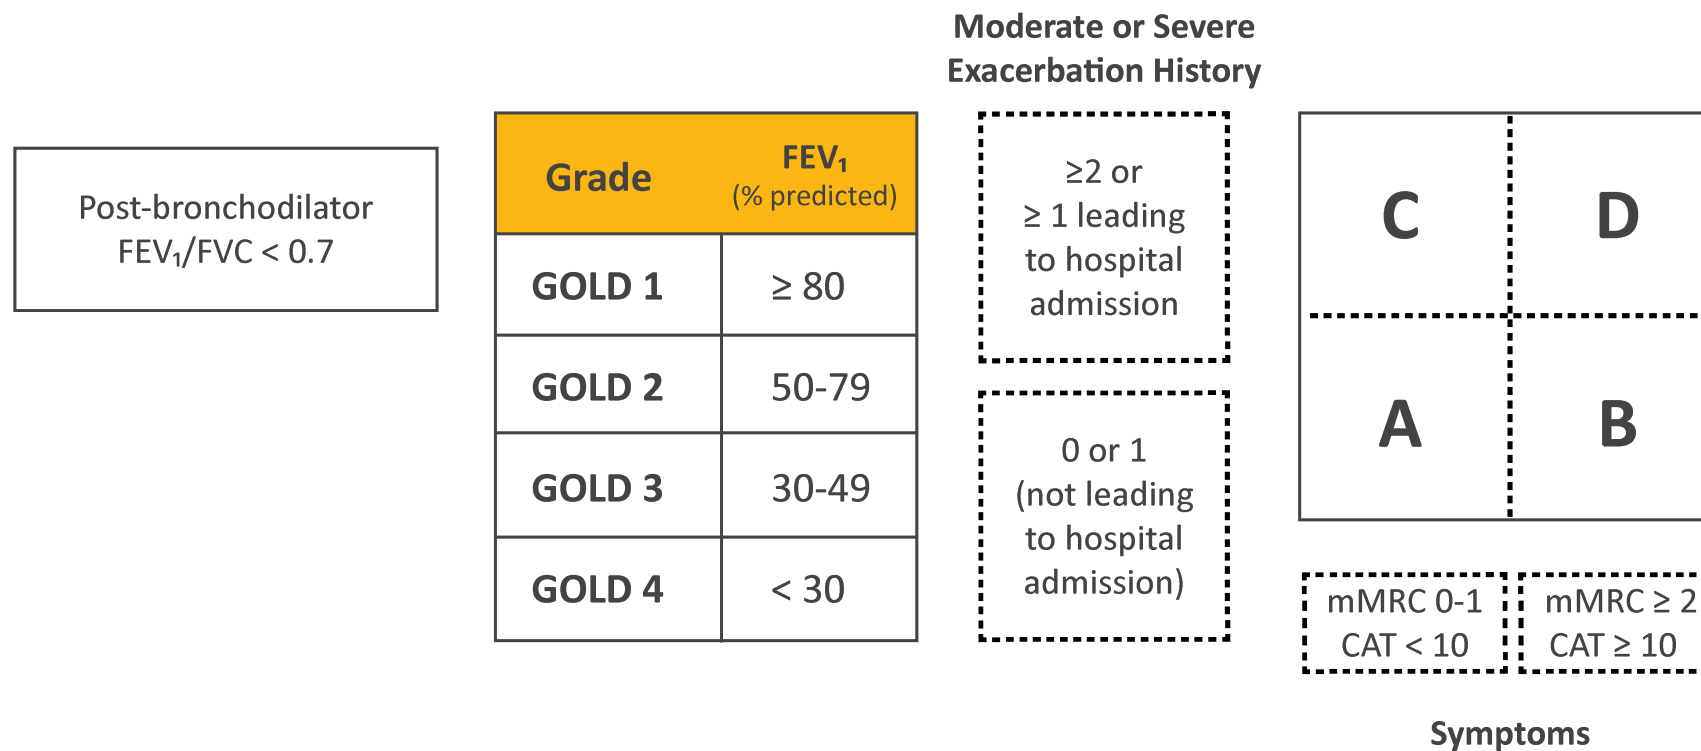 Post-bronchodilator
FEV₁/FVC < 0.7
Grade
FEV₁
(% predicted)
GOLD 1
≥ 80
GOLD 2
50-79
GOLD 3
30-49
GOLD 4
< 30
Moderate or Severe
Exacerbation History
≥2 or
≥ 1 leading
to hospital
admission
0 or 1
(not leading
to hospital
admission)
C
D
A
B
mMRC 0-1
CAT < 10
mMRC ≥ 2
CAT ≥ 10
Symptoms